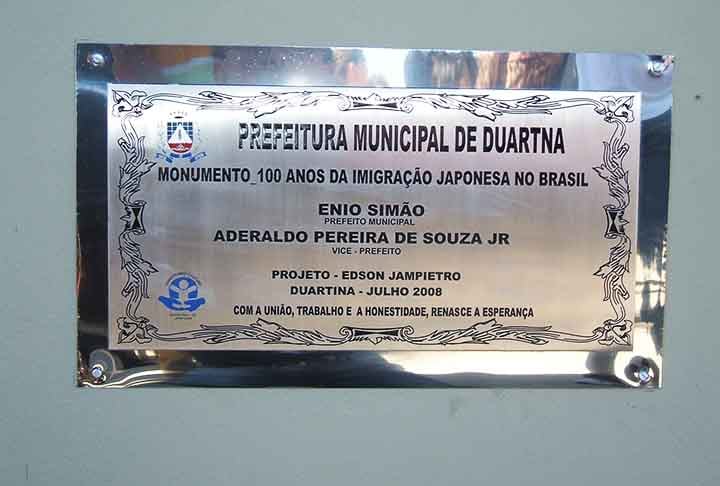 PREFEITURA MUNICIPAL DE DUARTNA
MONUMENTO_100 ANOS DA IMIGRAÇÃO JAPONESA NO BRASIL
ENIO SIMÃO
PREFEITO MUNICIPAL
ADERALDO PEREIRA DE SOUZA JR
VICE - PREFEITO
PROJETO - EDSON JAMPIETRO
DUARTINA - JULHO 2008
COM A UNIÃO, TRABALHO E A HONESTIDADE, RENASCE A ESPERANÇA